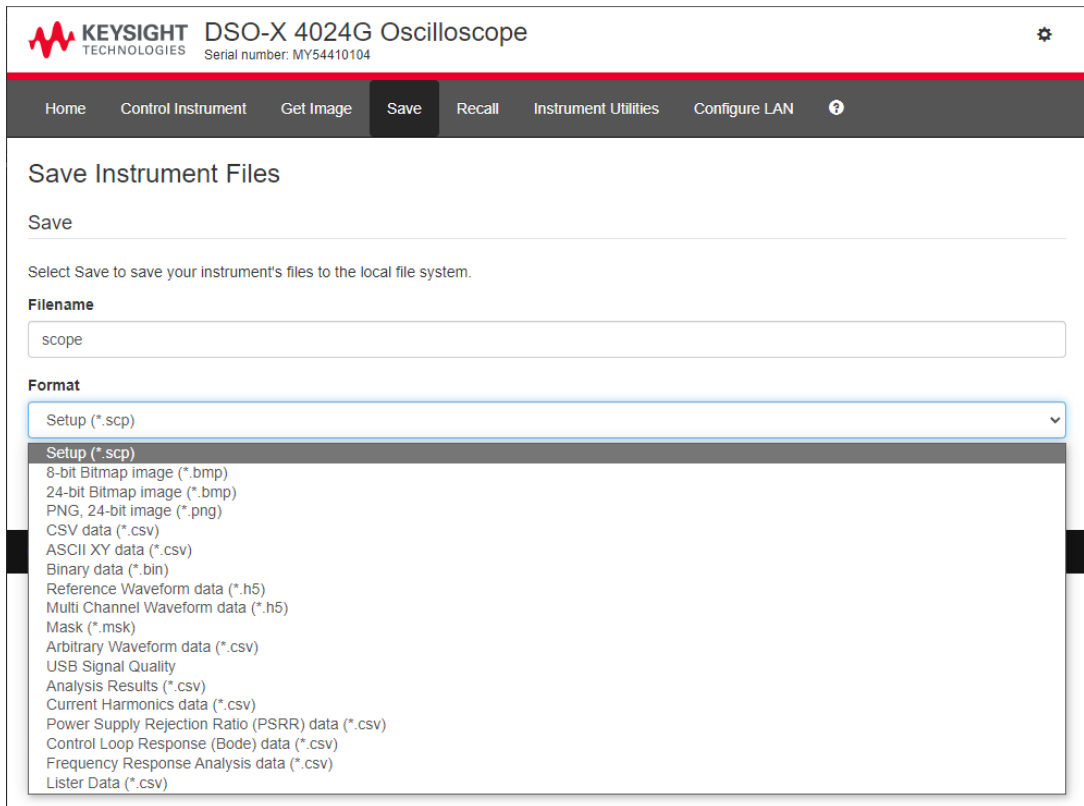 KEYSIGHT
TECHNOLOGIES
DSO-X 4024G Oscilloscope
Serial number: MY54410104
Home Control Instrument Get Image Save Recall Instrument Utilities Configure LAN ?
Save Instrument Files
Save
Select Save to save your instrument's files to the local file system.
Filename
scope
Format
Setup (*.scp)
Setup (*.scp)
8-bit Bitmap image (*.bmp)
24-bit Bitmap image (*.bmp)
PNG, 24-bit image (*.png)
CSV data (*.csv)
ASCII XY data (*.csv)
Binary data (*.bin)
Reference Waveform data (*.h5)
Multi Channel Waveform data (*.h5)
Mask (*.msk)
Arbitrary Waveform data (*.csv)
USB Signal Quality
Analysis Results (*.csv)
Current Harmonics data (*.csv)
Power Supply Rejection Ratio (PSRR) data (*.csv)
Control Loop Response (Bode) data (*.csv)
Frequency Response Analysis data (*.csv)
Lister Data (*.csv)